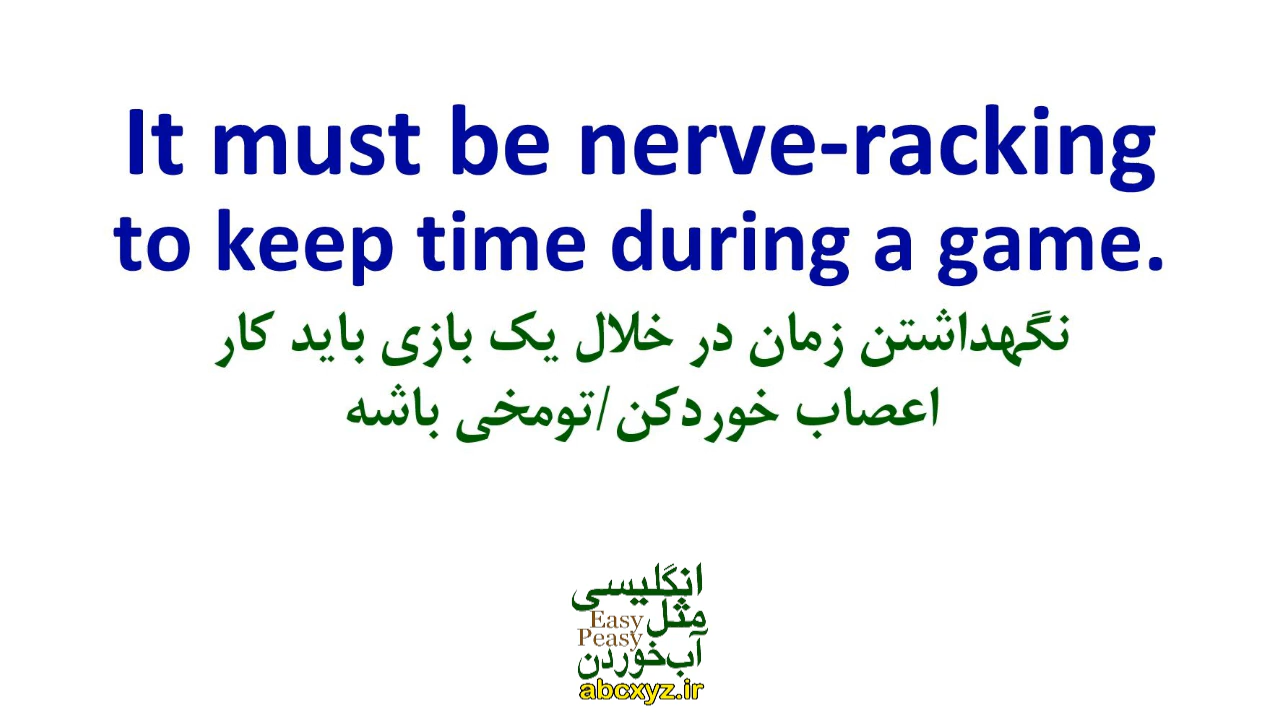 It must be nerve-racking
to keep time during a game.
نگهداشتن زمان در خلال یک بازی باید کار
اعصاب خوردکن/تومخی باشه
انگلیسی
مثل
Easy
Peasy
آب‌خوردن
abcxyz.ir